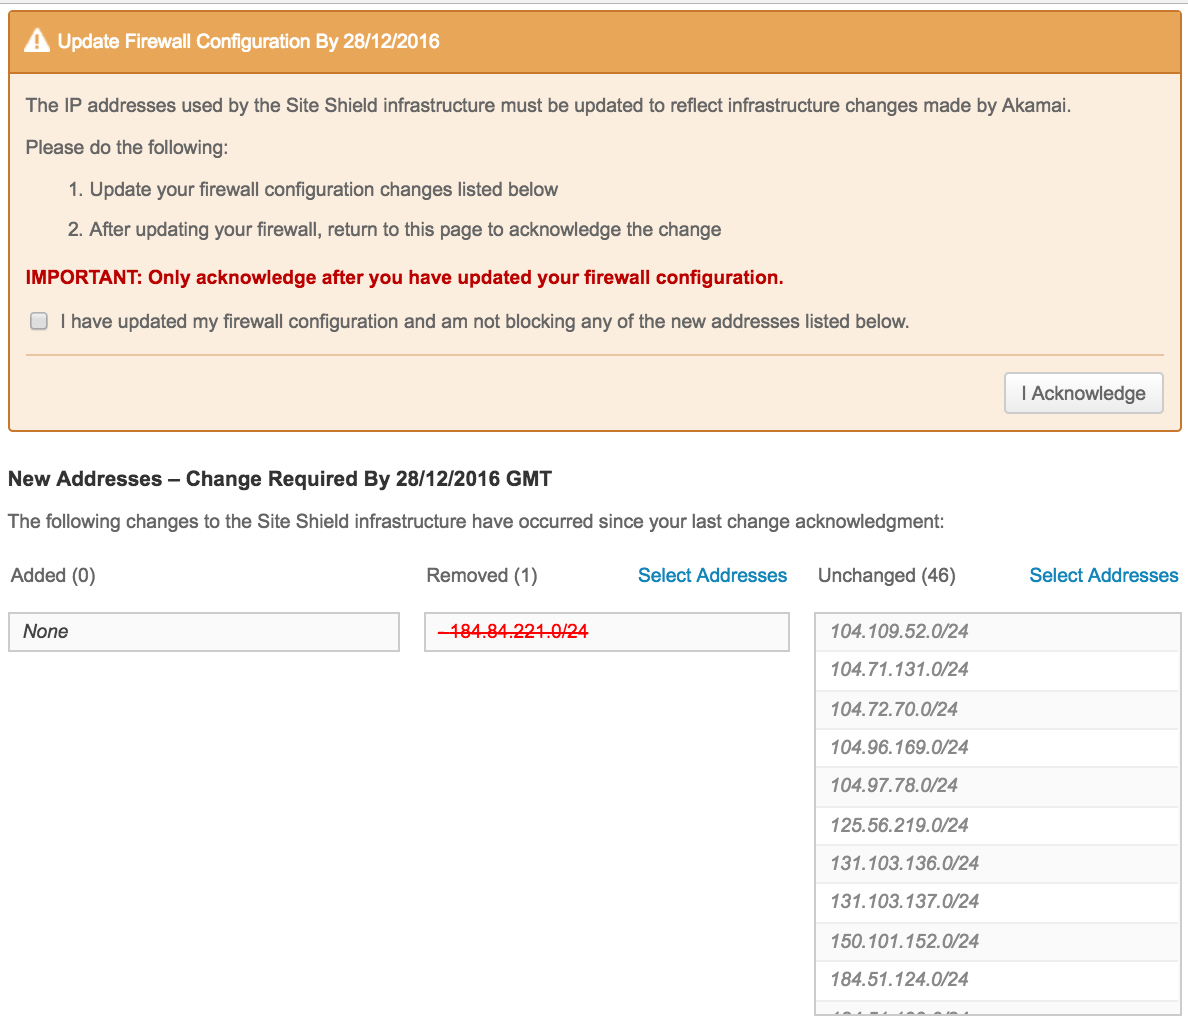 Update Firewall Configuration By 28/12/2016
The IP addresses used by the Site Shield infrastructure must be updated to reflect infrastructure changes made by Akamai.
Please do the following:
1. Update your firewall configuration changes listed below
2. After updating your firewall, return to this page to acknowledge the change
IMPORTANT: Only acknowledge after you have updated your firewall configuration.
I have updated my firewall configuration and am not blocking any of the new addresses listed below.
I Acknowledge
New Addresses – Change Required By 28/12/2016 GMT
The following changes to the Site Shield infrastructure have occurred since your last change acknowledgment:
Added (0)
None
Removed (1) Select Addresses
– 184.84.221.0/24
Unchanged (46) Select Addresses
104.109.52.0/24
104.71.131.0/24
104.72.70.0/24
104.96.169.0/24
104.97.78.0/24
125.56.219.0/24
131.103.136.0/24
131.103.137.0/24
150.101.152.0/24
184.51.124.0/24